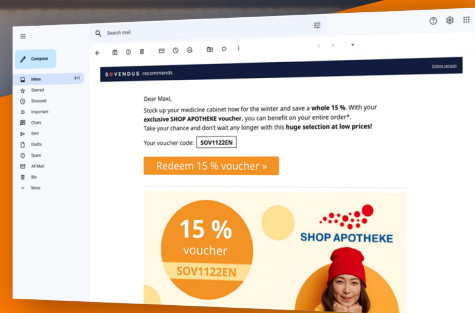 Search mail
Compose
Inbox
Starred
Snoozed
Important
Chats
Sent
Drafts
Spam
All Mail
Bin
More
SOVENDUS recommends
Online version
Dear Maxi,
Stock up your medicine cabinet now for the winter and save a whole 15 %. With your
exclusive SHOP APOTHEKE voucher, you can benefit on your entire order*.
Take your chance and don't wait any longer with this huge selection at low prices!
Your voucher code: SOV1122EN
Redeem 15 % voucher »
15 %
voucher
SOV1122EN
SHOP APOTHEKE